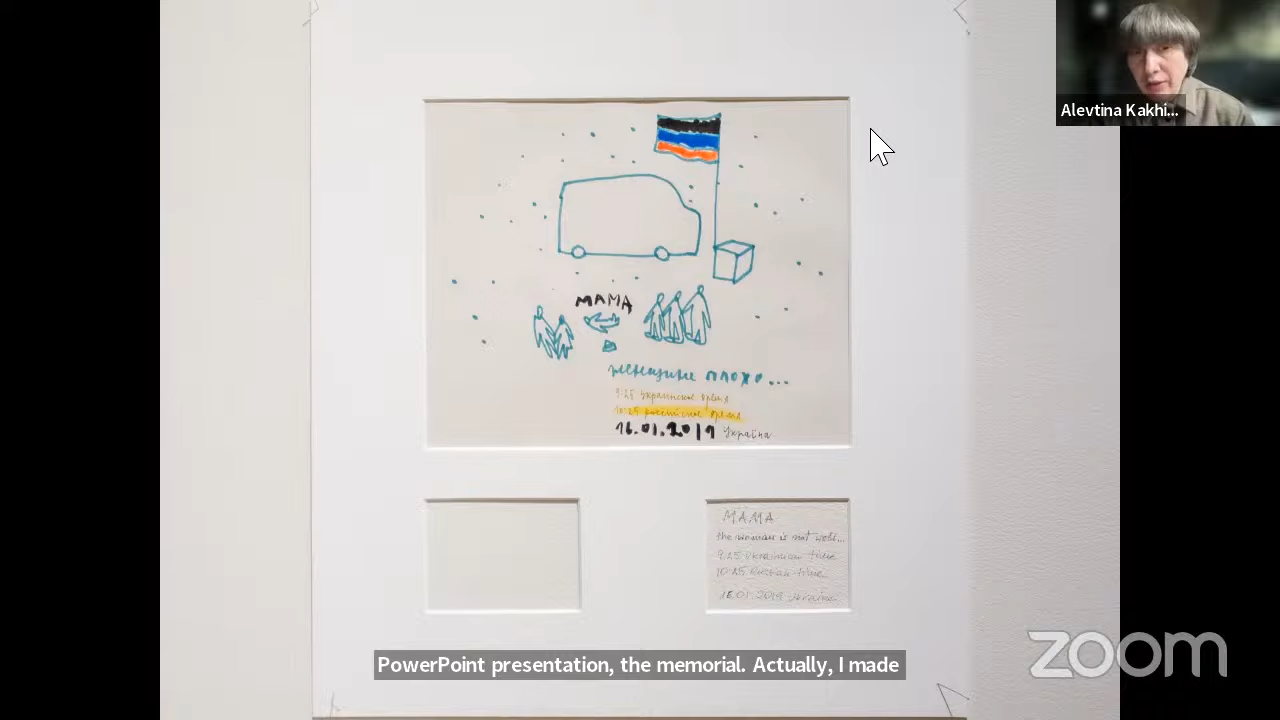 Alevtina Kakhi...
МАМА
женщине плохо...
9:25 украинское время
10:25 российское время
16.01.2019 Україна
МАМА
the woman is not well...
9:25 Ukrainian time
10:25 Russian time
16.01.2019 Ukraine
PowerPoint presentation, the memorial. Actually, I made
zoom